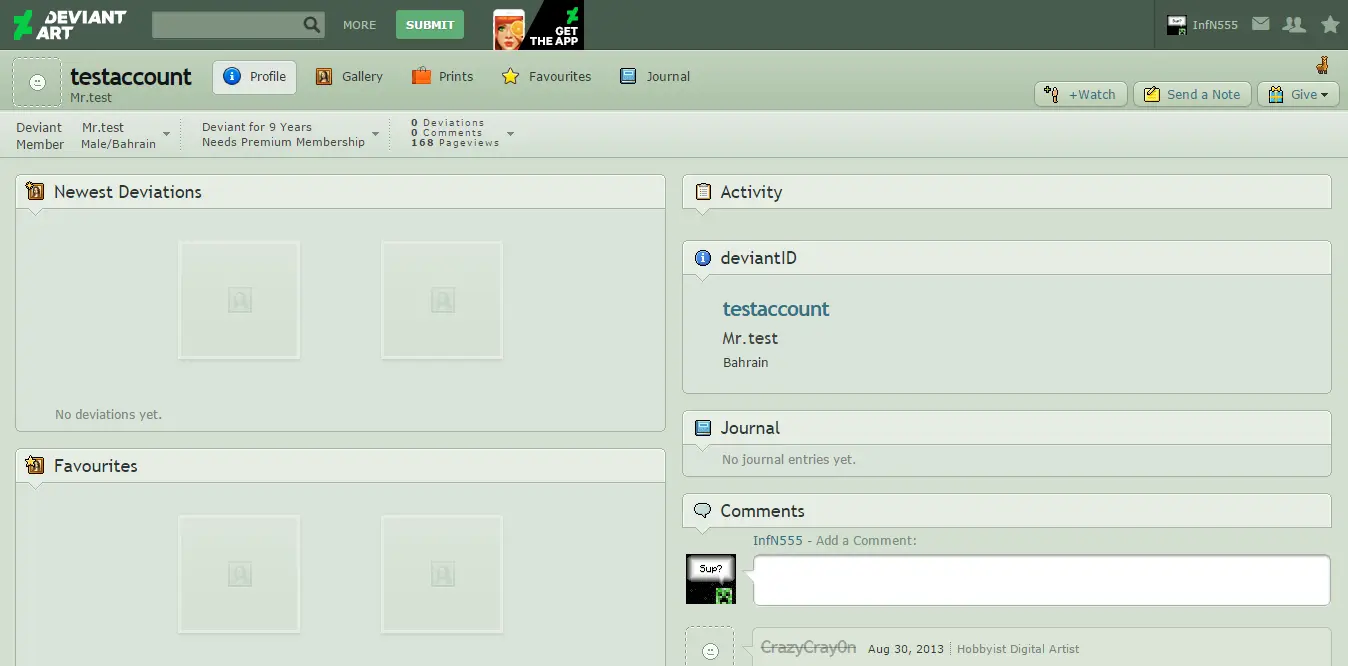 DEVIANT ART
MORE
SUBMIT
GET THE APP
InfN555
testaccount
Mr.test
Profile
Gallery
Prints
Favourites
Journal
+Watch
Send a Note
Give
Deviant Member
Mr.test
Male/Bahrain
Deviant for 9 Years
Needs Premium Membership
0 Deviations
0 Comments
168 Pageviews
Newest Deviations
No deviations yet.
Favourites
Activity
deviantID
testaccount
Mr.test
Bahrain
Journal
No journal entries yet.
Comments
InfN555 - Add a Comment:
Sup?
CrazyCray0n Aug 30, 2013 Hobbyist Digital Artist